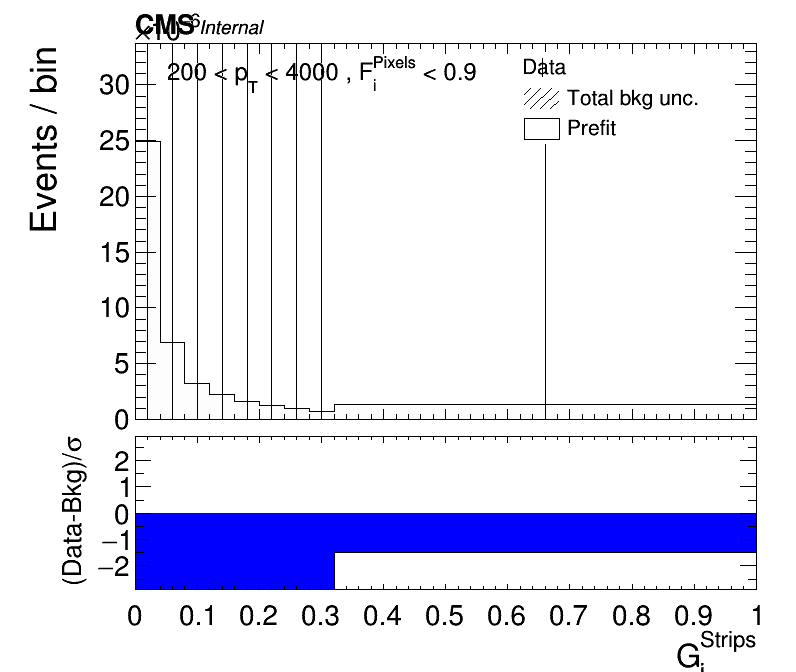 CMS Internal
×10⁻⁶
200 < p_T < 4000 , F_i^Pixels < 0.9
Data
Total bkg unc.
Prefit
Events / bin
30
25
20
15
10
5
0
(Data-Bkg)/σ
2
1
0
−1
−2
0 0.1 0.2 0.3 0.4 0.5 0.6 0.7 0.8 0.9 1
G_i^Strips